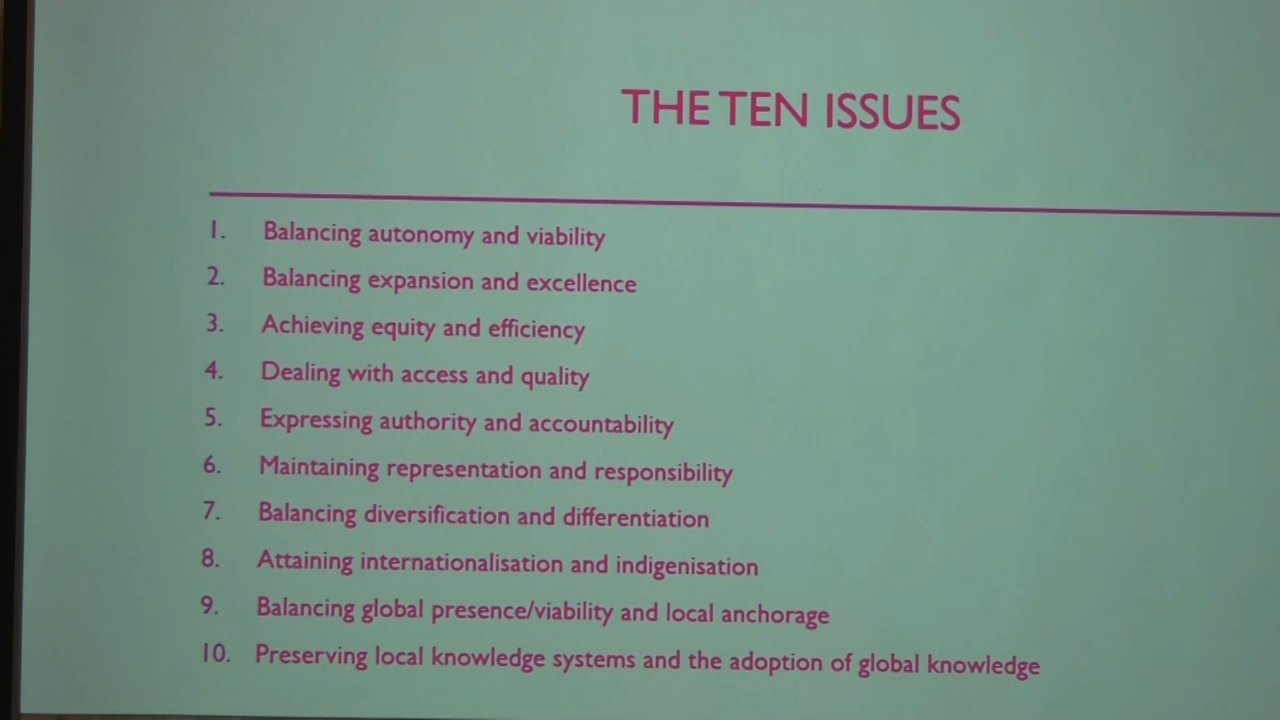 THE TEN ISSUES
1. Balancing autonomy and viability
2. Balancing expansion and excellence
3. Achieving equity and efficiency
4. Dealing with access and quality
5. Expressing authority and accountability
6. Maintaining representation and responsibility
7. Balancing diversification and differentiation
8. Attaining internationalisation and indigenisation
9. Balancing global presence/viability and local anchorage
10. Preserving local knowledge systems and the adoption of global knowledge